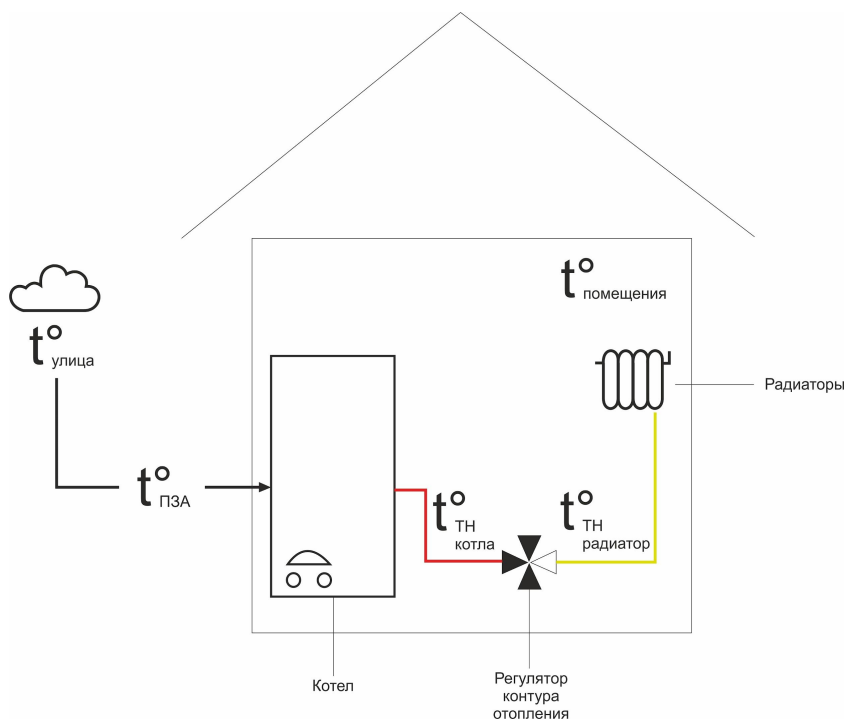 t° помещения
t° улица
Радиаторы
t° ПЗА
t° ТН
котла
t° ТН
радиатор
Котел
Регулятор
контура
отопления